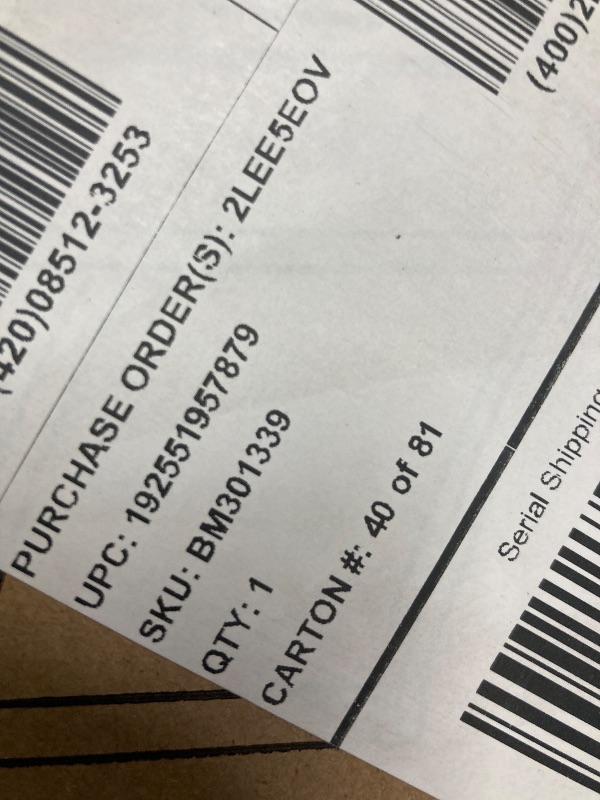 (420)08512-3253
(400)2
PURCHASE ORDER(S): 2LEE5EOV
UPC: 192551957879
SKU: BM301339
QTY: 1
CARTON #: 40 of 81
Serial Shipping